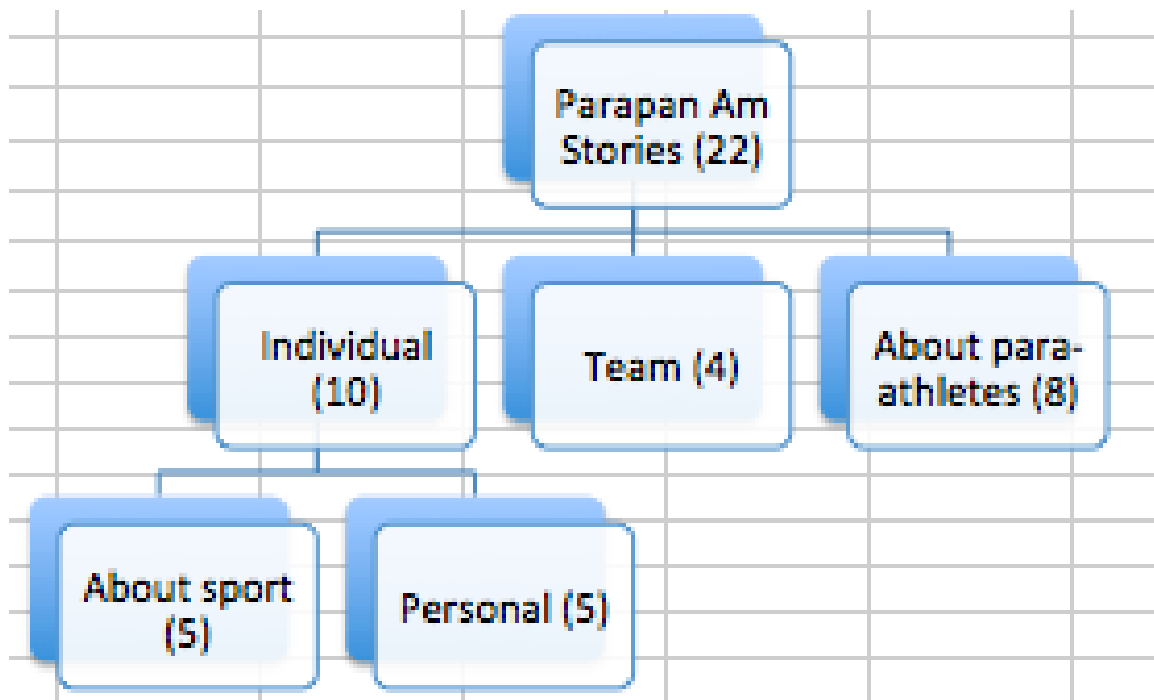 Parapan Am
Stories (22)
Individual
(10)
Team (4)
About para-
athletes (8)
About sport
(5)
Personal (5)